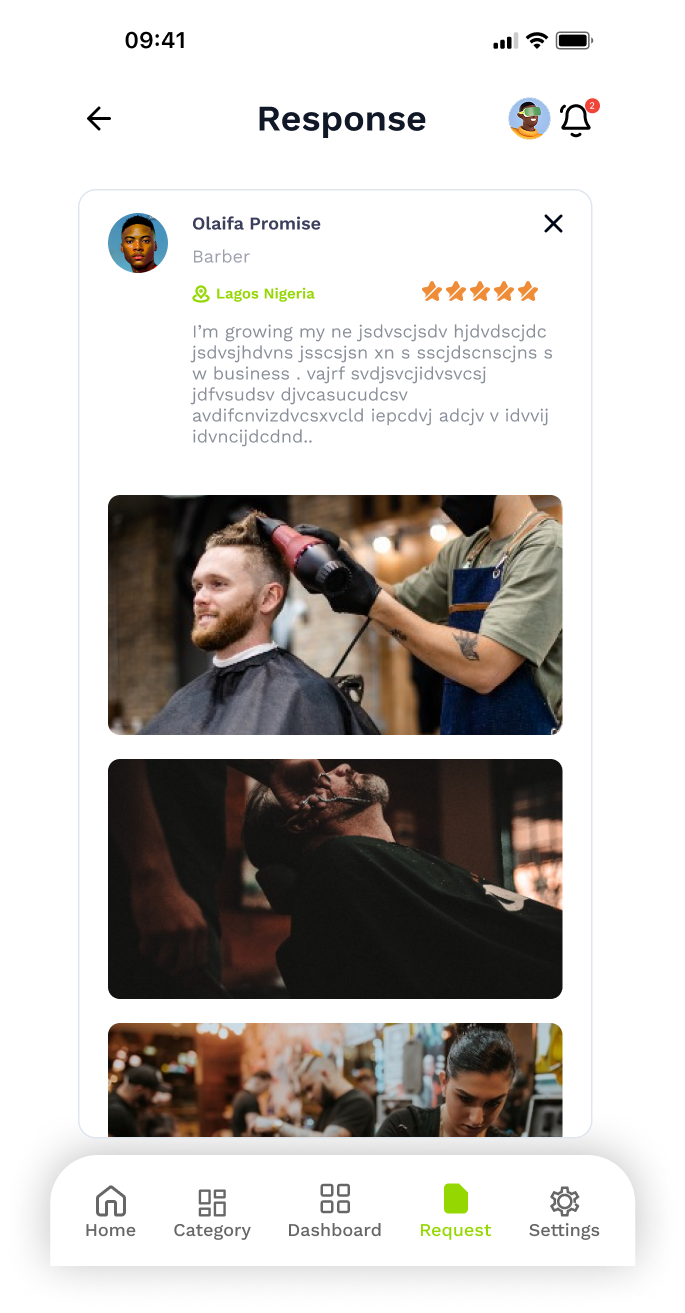 09:41
Response
2
Olaifa Promise
Barber
Lagos Nigeria
I’m growing my ne jsdvscjsdv hjdvdscjdc
jsdvsjhdvns jsscsjsn xn s sscjdscnscjns s
w business . vajrf svdjsvcjidvsvcsj
jdfvsudsv djvcasucudcsv
avdifcnvizdvcsxvcld iepcdvj adcjv v idvvij
idvncijdcdnd..
Home
Category
Dashboard
Request
Settings